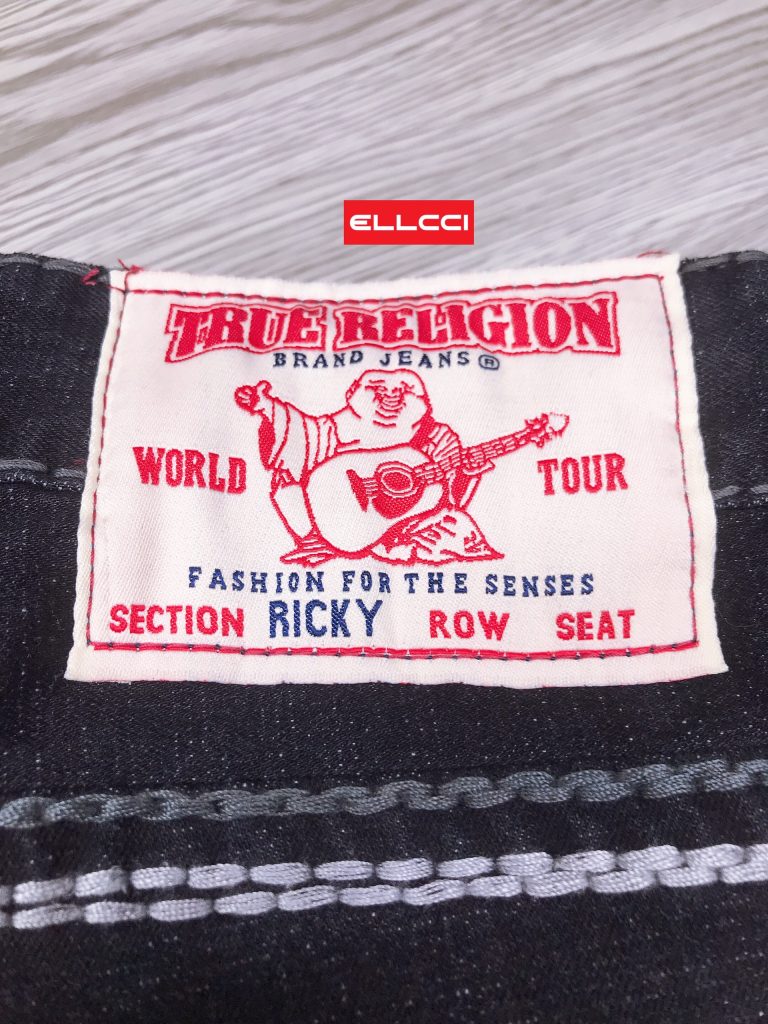 ELLCCI
TRUE RELIGION
BRAND JEANS®
WORLD TOUR
FASHION FOR THE SENSES
SECTION RICKY ROW SEAT